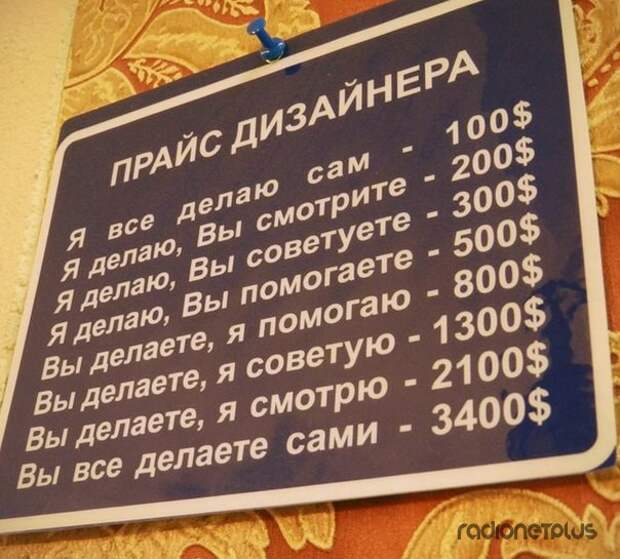 ПРАЙС ДИЗАЙНЕРА
Я все делаю сам - 100$
Я делаю, Вы смотрите - 200$
Я делаю, Вы советуете - 300$
Я делаю, Вы помогаете - 500$
Вы делаете, я помогаю - 800$
Вы делаете, я советую - 1300$
Вы делаете, я смотрю - 2100$
Вы все делаете сами - 3400$
radionetplus